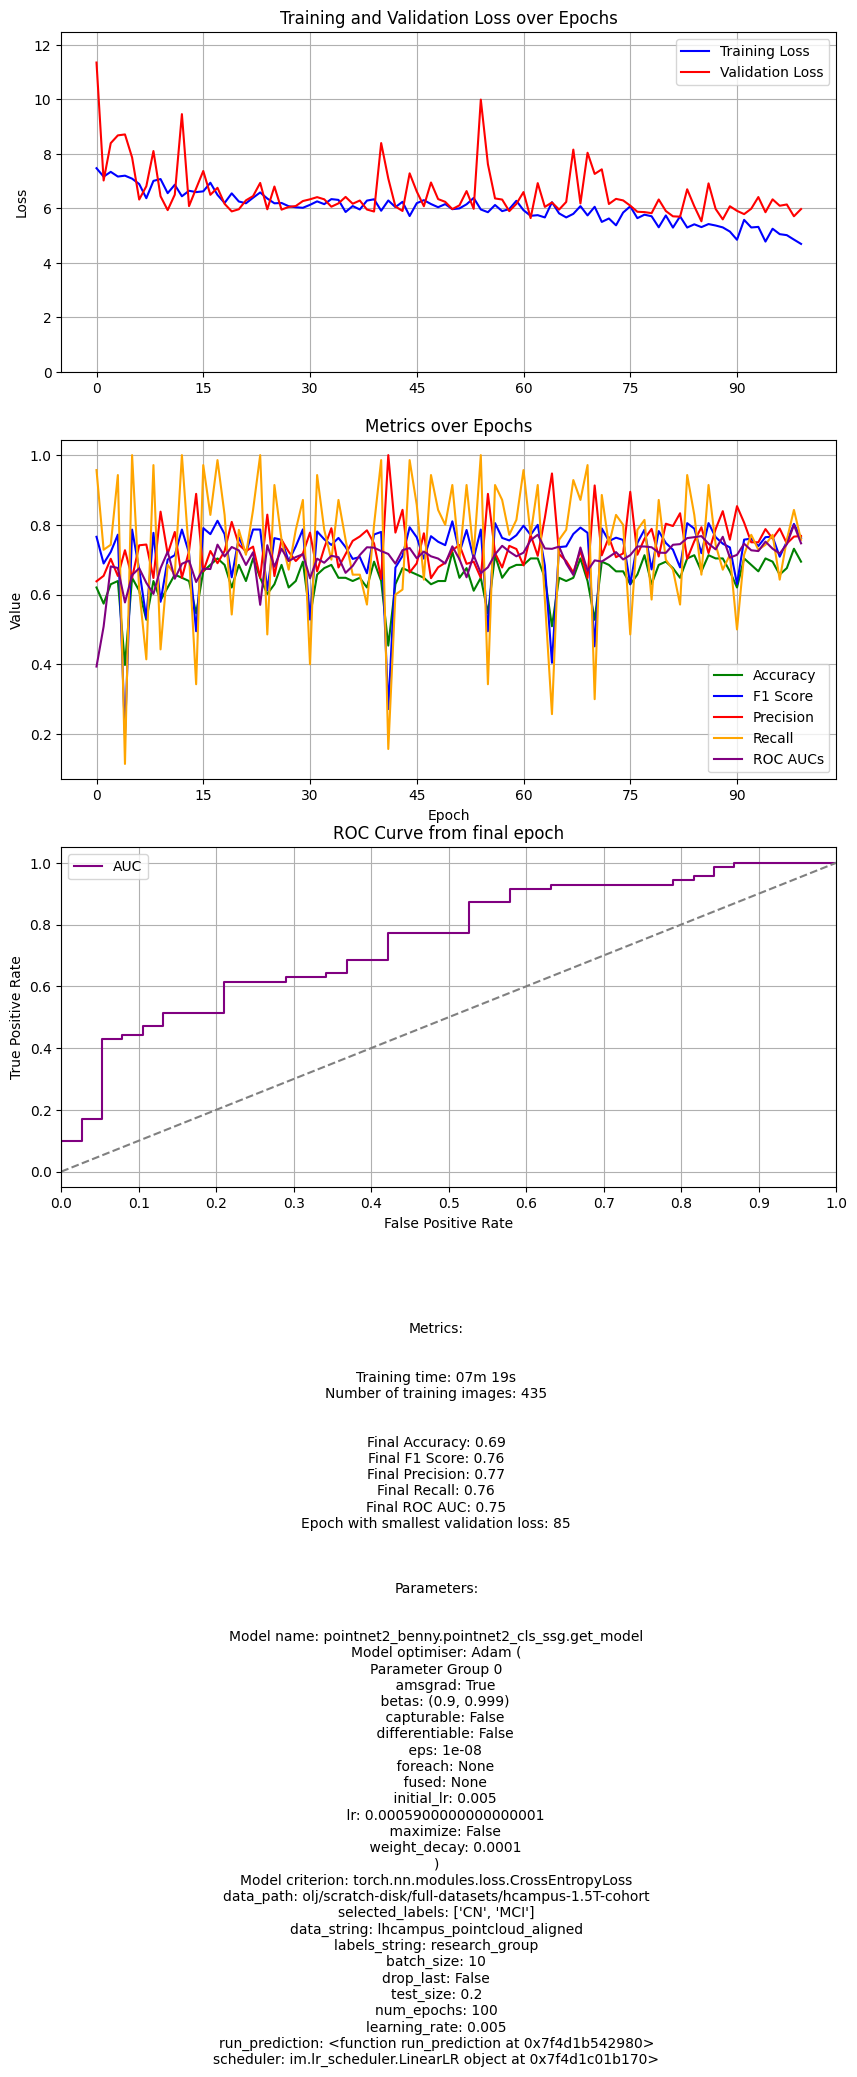 Training and Validation Loss over Epochs
12
10
8
6
4
2
0
Loss
Training Loss
Validation Loss
0 15 30 45 60 75 90
Metrics over Epochs
1.0
0.8
0.6
0.4
0.2
Value
Accuracy
F1 Score
Precision
Recall
ROC AUCs
0 15 30 45 60 75 90
Epoch
ROC Curve from final epoch
AUC
1.0
0.8
0.6
0.4
0.2
0.0
True Positive Rate
0.0 0.1 0.2 0.3 0.4 0.5 0.6 0.7 0.8 0.9 1.0
False Positive Rate
Metrics:
Training time: 07m 19s
Number of training images: 435
Final Accuracy: 0.69
Final F1 Score: 0.76
Final Precision: 0.77
Final Recall: 0.76
Final ROC AUC: 0.75
Epoch with smallest validation loss: 85
Parameters:
Model name: pointnet2_benny.pointnet2_cls_ssg.get_model
Model optimiser: Adam (
Parameter Group 0
amsgrad: True
betas: (0.9, 0.999)
capturable: False
differentiable: False
eps: 1e-08
foreach: None
fused: None
initial_lr: 0.005
lr: 0.0005900000000000001
maximize: False
weight_decay: 0.0001
)
Model criterion: torch.nn.modules.loss.CrossEntropyLoss
data_path: olj/scratch-disk/full-datasets/hcampus-1.5T-cohort
selected_labels: ['CN', 'MCI']
data_string: lhcampus_pointcloud_aligned
labels_string: research_group
batch_size: 10
drop_last: False
test_size: 0.2
num_epochs: 100
learning_rate: 0.005
run_prediction: <function run_prediction at 0x7f4d1b542980>
scheduler: im.lr_scheduler.LinearLR object at 0x7f4d1c01b170>